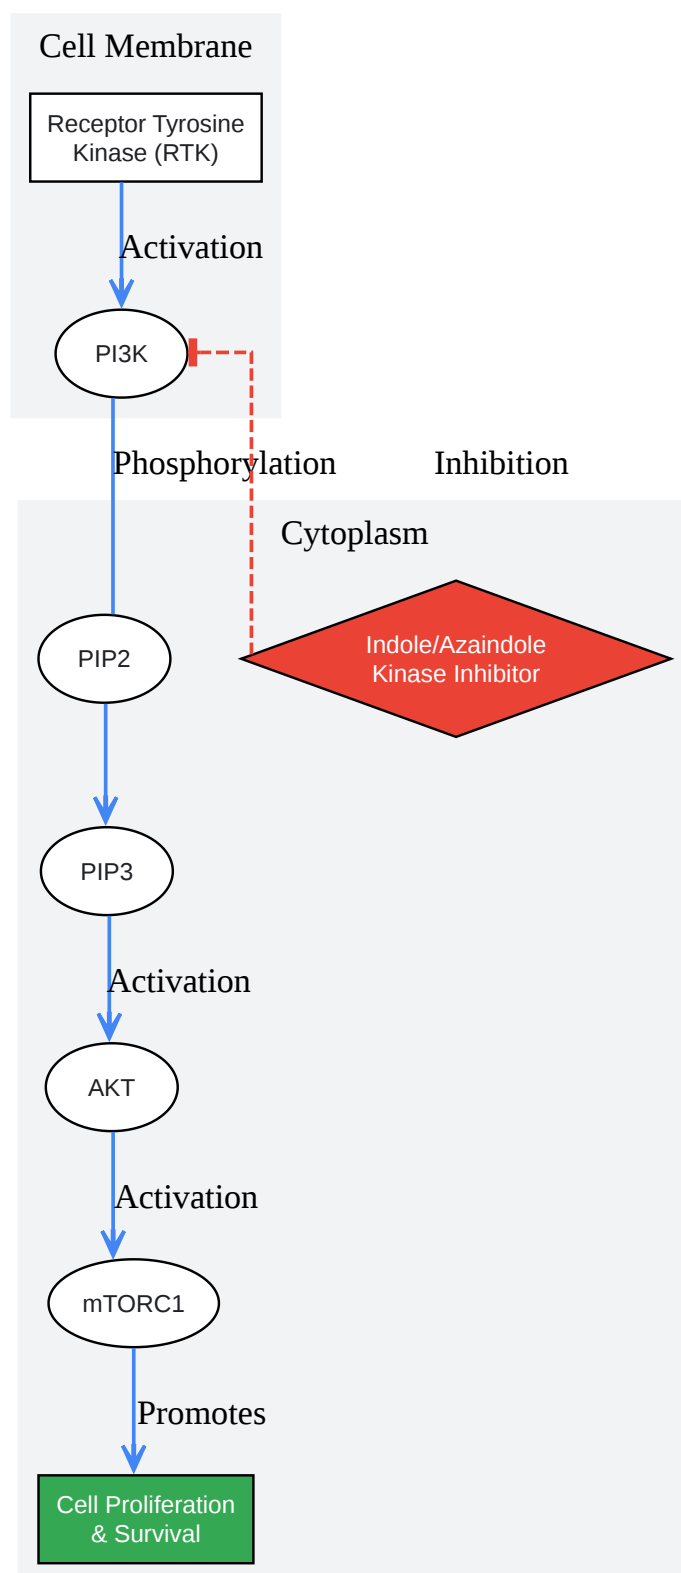 Cell Membrane
Receptor Tyrosine
Kinase (RTK)
Activation
PI3K
Phosphorylation
Inhibition
Cytoplasm
PIP2
Indole/Azaindole
Kinase Inhibitor
PIP3
Activation
AKT
Activation
mTORC1
Promotes
Cell Proliferation
& Survival